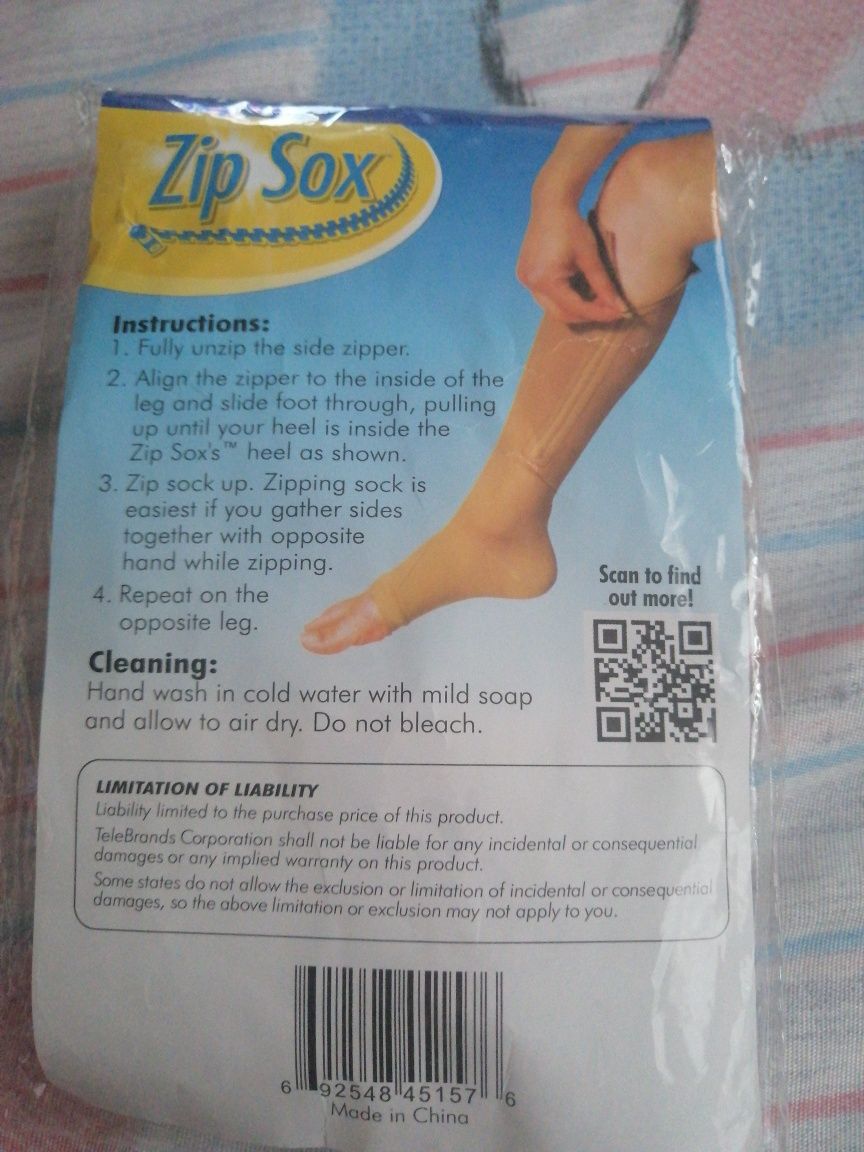 Zip Sox
Instructions:
1. Fully unzip the side zipper.
2. Align the zipper to the inside of the
leg and slide foot through, pulling
up until your heel is inside the
Zip Sox's™ heel as shown.
3. Zip sock up. Zipping sock is
easiest if you gather sides
together with opposite
hand while zipping.
4. Repeat on the
opposite leg.
Scan to find
out more!
Cleaning:
Hand wash in cold water with mild soap
and allow to air dry. Do not bleach.
LIMITATION OF LIABILITY
Liability limited to the purchase price of this product.
TeleBrands Corporation shall not be liable for any incidental or consequential
damages or any implied warranty on this product.
Some states do not allow the exclusion or limitation of incidental or consequential
damages, so the above limitation or exclusion may not apply to you.
6 92548 45157 6
Made in China